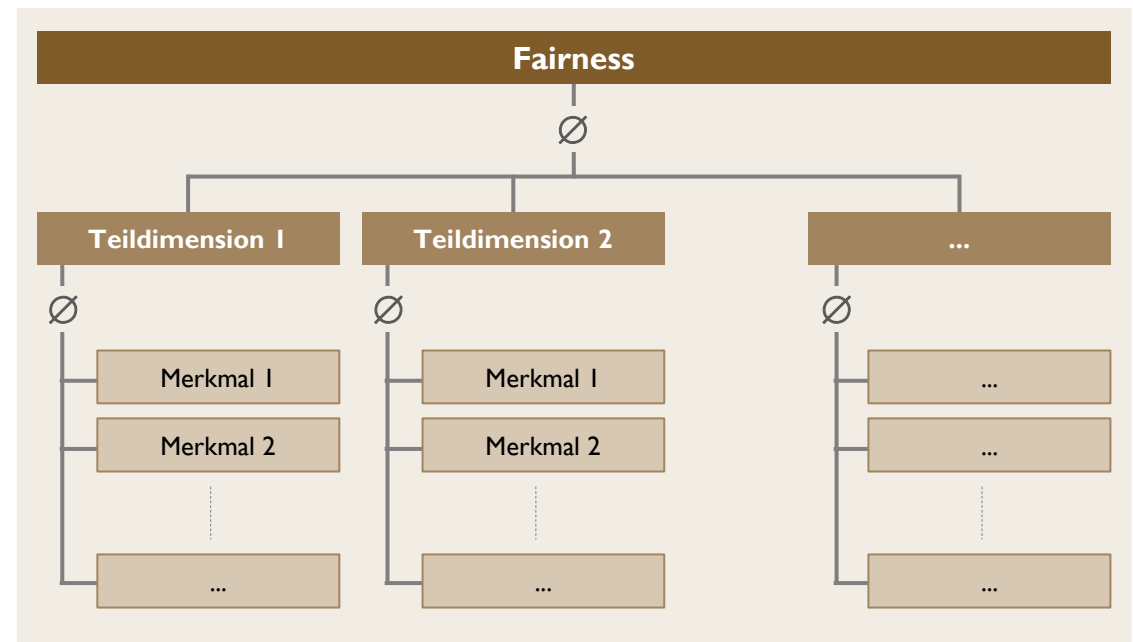 Fairness
∅
Teildimension 1
Teildimension 2
...
∅
∅
∅
Merkmal 1
Merkmal 1
...
Merkmal 2
Merkmal 2
...
...
...
...